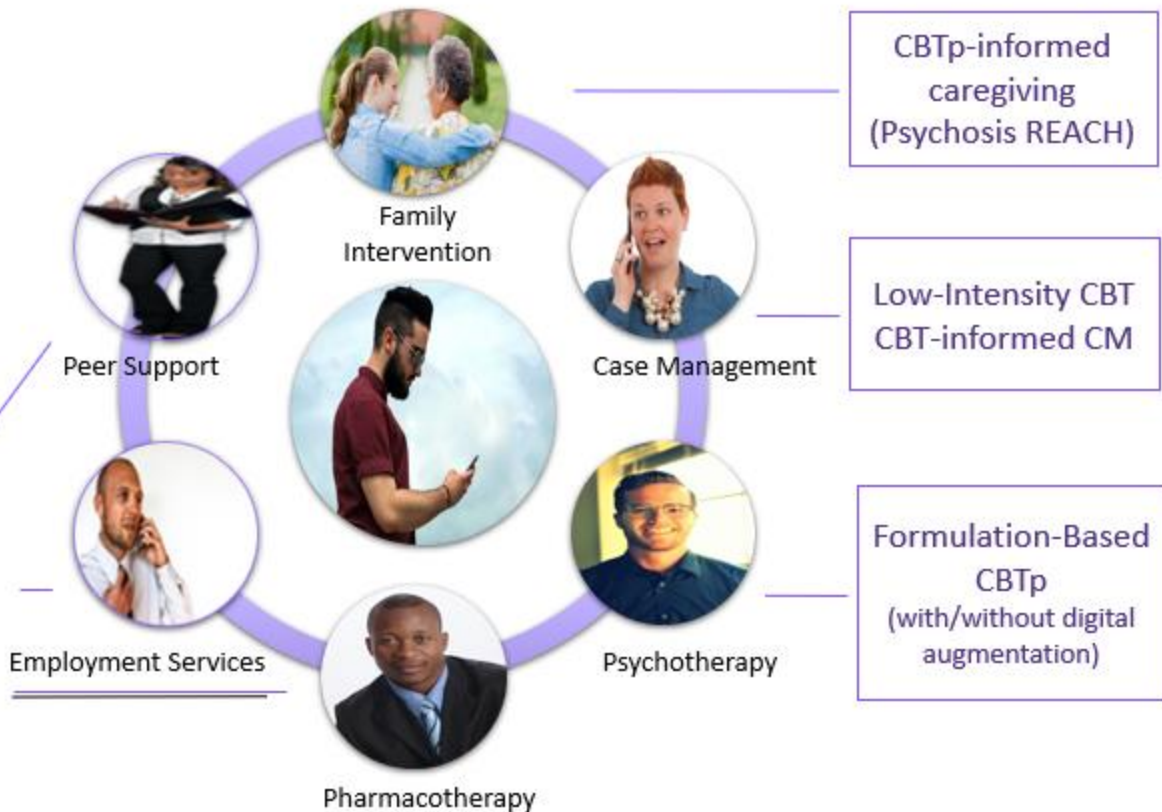 CBTp-informed
caregiving
(Psychosis REACH)
Family
Intervention
Low-Intensity CBT
CBT-informed CM
Peer Support
Case Management
Formulation-Based
CBTp
(with/without digital
augmentation)
Employment Services
Psychotherapy
Pharmacotherapy